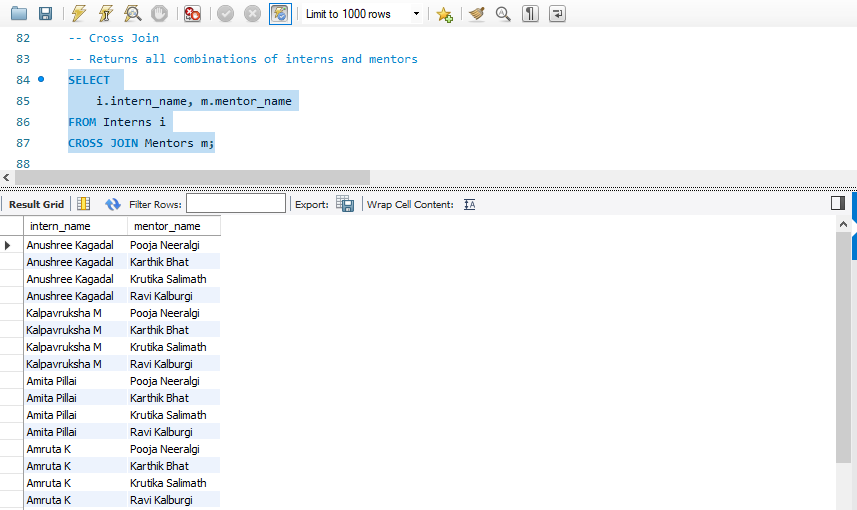 Limit to 1000 rows
82 -- Cross Join
83 -- Returns all combinations of interns and mentors
84 SELECT
85 i.intern_name, m.mentor_name
86 FROM Interns i
87 CROSS JOIN Mentors m;
88
Result Grid Filter Rows: Export: Wrap Cell Content: IA
intern_name mentor_name
Anushree Kagadal Pooja Neeralgi
Anushree Kagadal Karthik Bhat
Anushree Kagadal Krutika Salimath
Anushree Kagadal Ravi Kalburgi
Kalpavruksha M Pooja Neeralgi
Kalpavruksha M Karthik Bhat
Kalpavruksha M Krutika Salimath
Kalpavruksha M Ravi Kalburgi
Amita Pillai Pooja Neeralgi
Amita Pillai Karthik Bhat
Amita Pillai Krutika Salimath
Amita Pillai Ravi Kalburgi
Amruta K Pooja Neeralgi
Amruta K Karthik Bhat
Amruta K Krutika Salimath
Amruta K Ravi Kalburgi